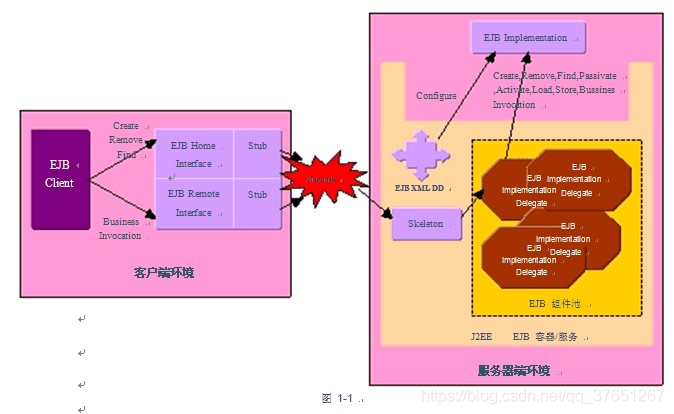 EJB Implementation
Create,Remove,Find,Passivate
,Activate,Load,Store,Bussines
Invocation
Configure
EJB XML DD
Create
Remove
Find
EJB
Client
EJB Home
Interface
Stub
EJB Remote
Interface
Stub
Business
Invocation
Network
Skeleton
EJB
Implementation
Delegate
EJB
Implementation
Delegate
EJB
Implementation
Delegate
EJB
Implementation
Delegate
EJB 组件池
J2EE EJB 容器/服务
客户端环境
服务器端环境
图 1-1
https://blog.csdn.net/qq_37651267